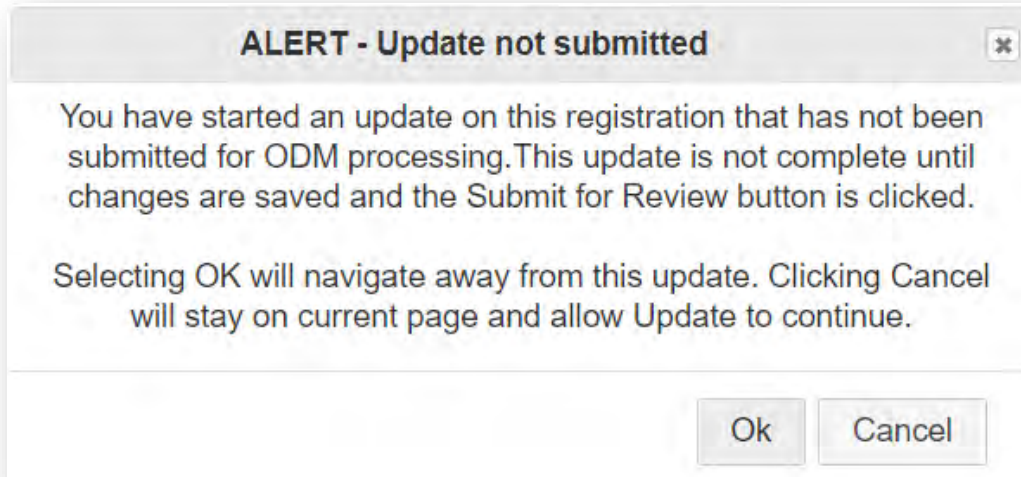 ALERT - Update not submitted
You have started an update on this registration that has not been
submitted for ODM processing.This update is not complete until
changes are saved and the Submit for Review button is clicked.
Selecting OK will navigate away from this update. Clicking Cancel
will stay on current page and allow Update to continue.
Ok Cancel